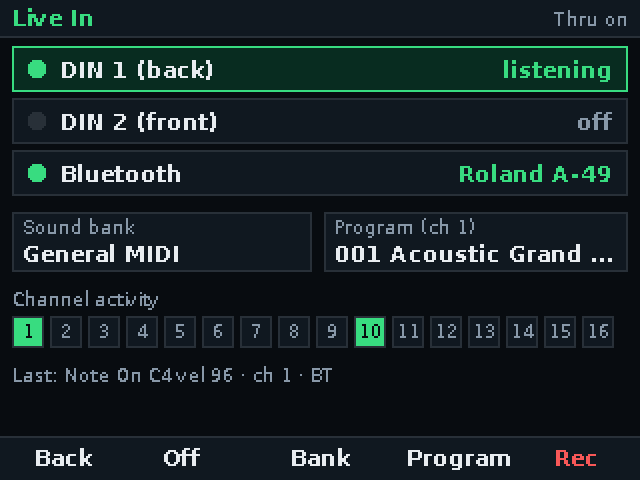 Live In Thru on
DIN 1 (back) listening
DIN 2 (front) off
Bluetooth Roland A-49
Sound bank Program (ch 1)
General MIDI 001 Acoustic Grand ...
Channel activity
1 2 3 4 5 6 7 8 9 10 11 12 13 14 15 16
Last: Note On C4 vel 96 · ch 1 · BT
Back Off Bank Program Rec